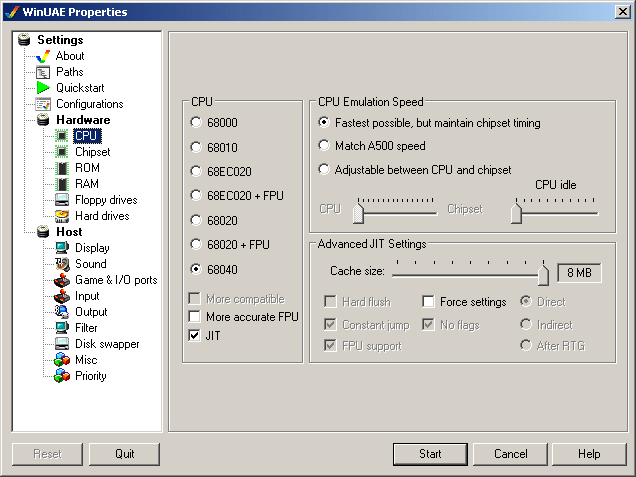 WinUAE Properties
Settings
About
Paths
Quickstart
Configurations
Hardware
CPU
Chipset
ROM
RAM
Floppy drives
Hard drives
Host
Display
Sound
Game & I/O ports
Input
Output
Filter
Disk swapper
Misc
Priority
CPU
68000
68010
68EC020
68EC020 + FPU
68020
68020 + FPU
68040
More compatible
More accurate FPU
JIT
CPU Emulation Speed
Fastest possible, but maintain chipset timing
Match A500 speed
Adjustable between CPU and chipset
CPU idle
CPU Chipset
Advanced JIT Settings
Cache size: 8 MB
Hard flush Force settings Direct
Constant jump No flags Indirect
FPU support After RTG
Reset Quit Start Cancel Help